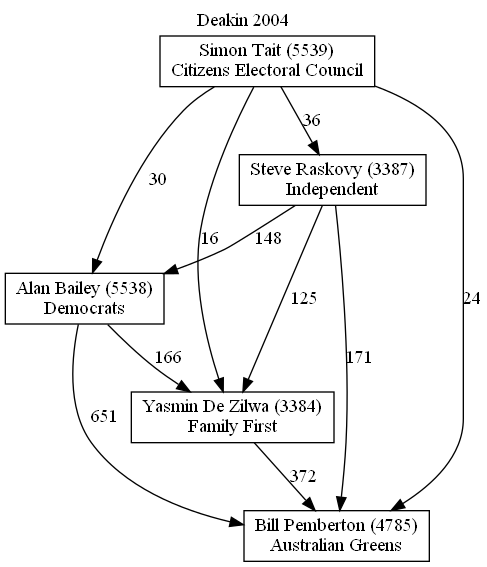 Deakin 2004
Simon Tait (5539)
Citizens Electoral Council
36
Steve Raskovy (3387)
Independent
30
16
148
24
Alan Bailey (5538)
Democrats
125
171
166
Yasmin De Zilwa (3384)
Family First
651
372
Bill Pemberton (4785)
Australian Greens